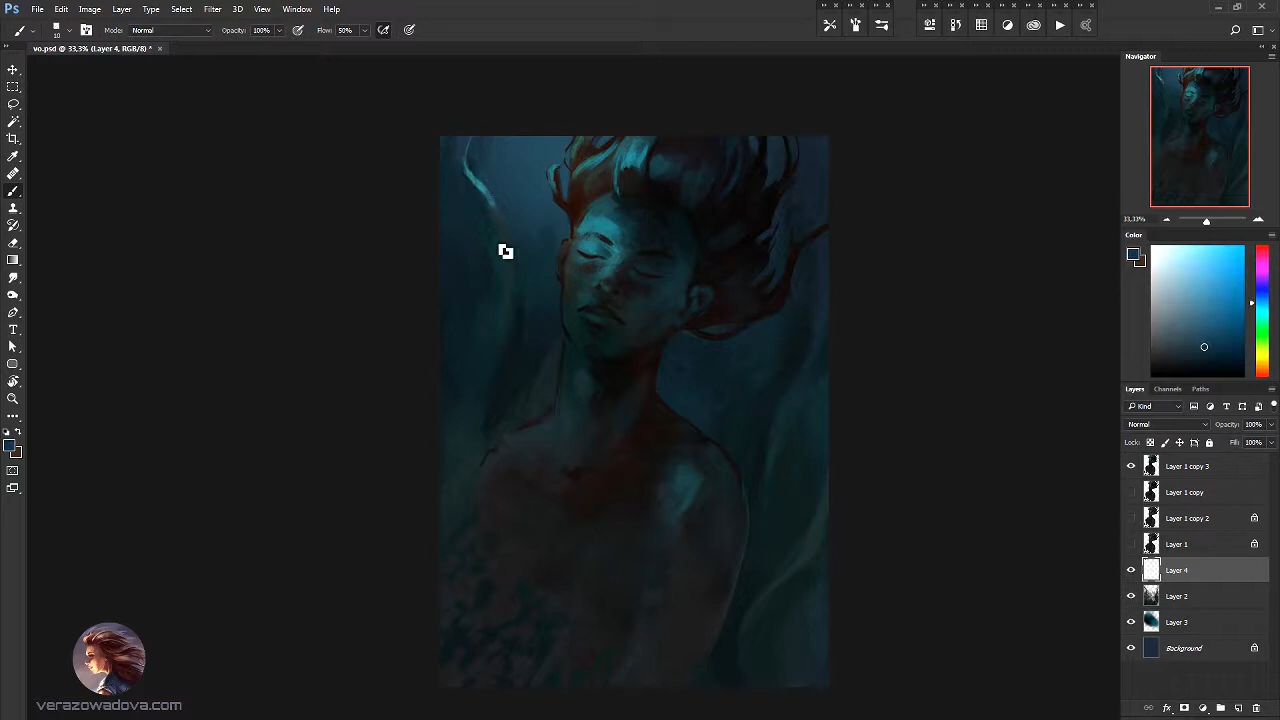 Ps File Edit Image Layer Type Select Filter 3D View Window Help
10 Mode: Normal Opacity: 100% Flow: 50%
vo.psd @ 33,3% (Layer 4, RGB/8) *
Navigator
33,33%
Color
Layers Channels Paths
Kind
Normal Opacity: 100%
Lock: Fill: 100%
Layer 1 copy 3
Layer 1 copy
Layer 1 copy 2
Layer 1
Layer 4
Layer 2
Layer 3
Background
verazowadova.com